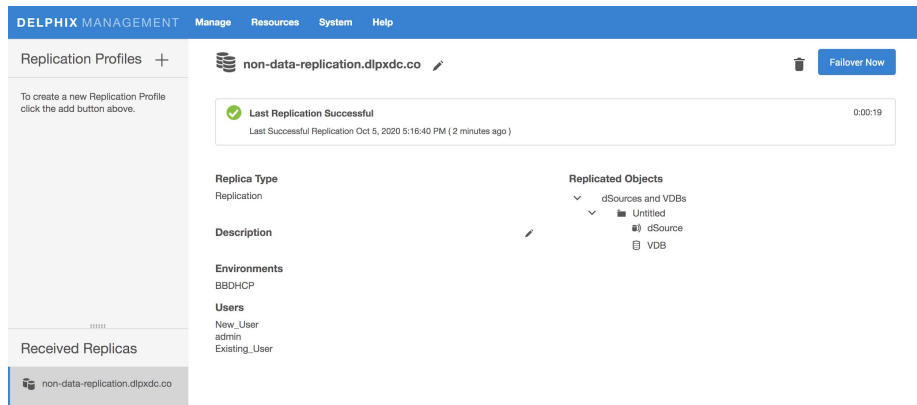 DELPHIX MANAGEMENT Manage Resources System Help
Replication Profiles
To create a new Replication Profile
click the add button above.
non-data-replication.dlpxdc.co
Failover Now
Last Replication Successful 0:00:19
Last Successful Replication Oct 5, 2020 5:16:40 PM ( 2 minutes ago )
Replica Type
Replication
Description
Environments
BBDHCP
Users
New_User
admin
Existing_User
Replicated Objects
dSources and VDBs
Untitled
dSource
VDB
Received Replicas
non-data-replication.dlpxdc.co